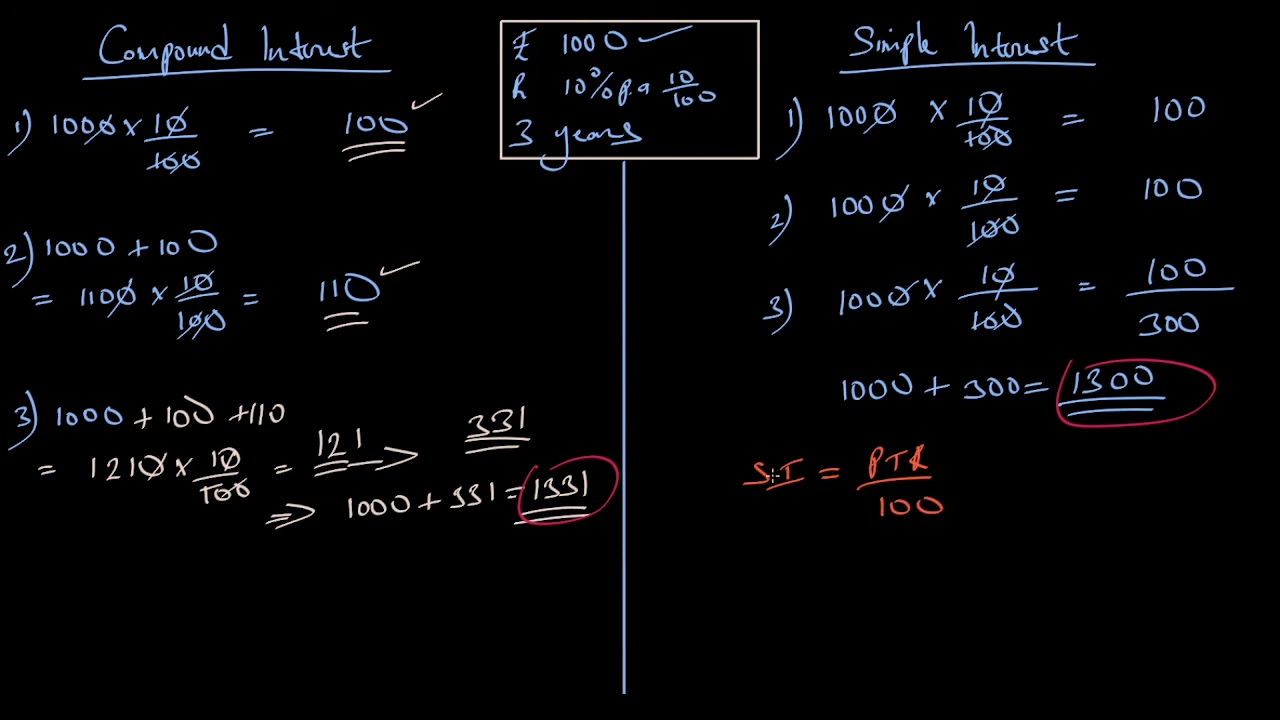 Compound Interest
1) 1000 × 10/100 = 100
2) 1000 + 100
= 1100 × 10/100 = 110
3) 1000 + 100 + 110
= 1210 × 10/100 = 121 → 331
⇒ 1000 + 331 = 1331
₹ 1000
R 10% p a 10/100
3 years
Simple Interest
1) 1000 × 10/100 = 100
2) 1000 × 10/100 = 100
3) 1000 × 10/100 = 100
300
1000 + 300 = 1300
S.I = PTR/100